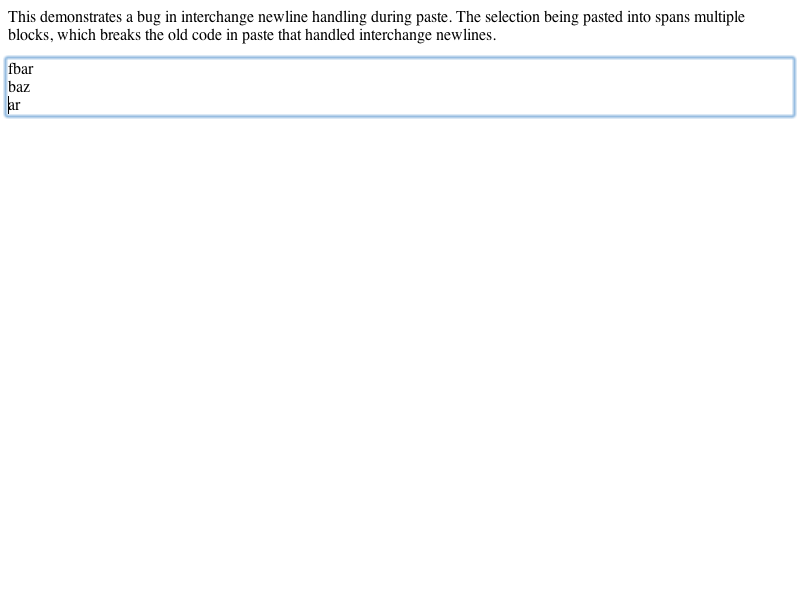 This demonstrates a bug in interchange newline handling during paste. The selection being pasted into spans multiple
blocks, which breaks the old code in paste that handled interchange newlines.
fbar
baz
ar